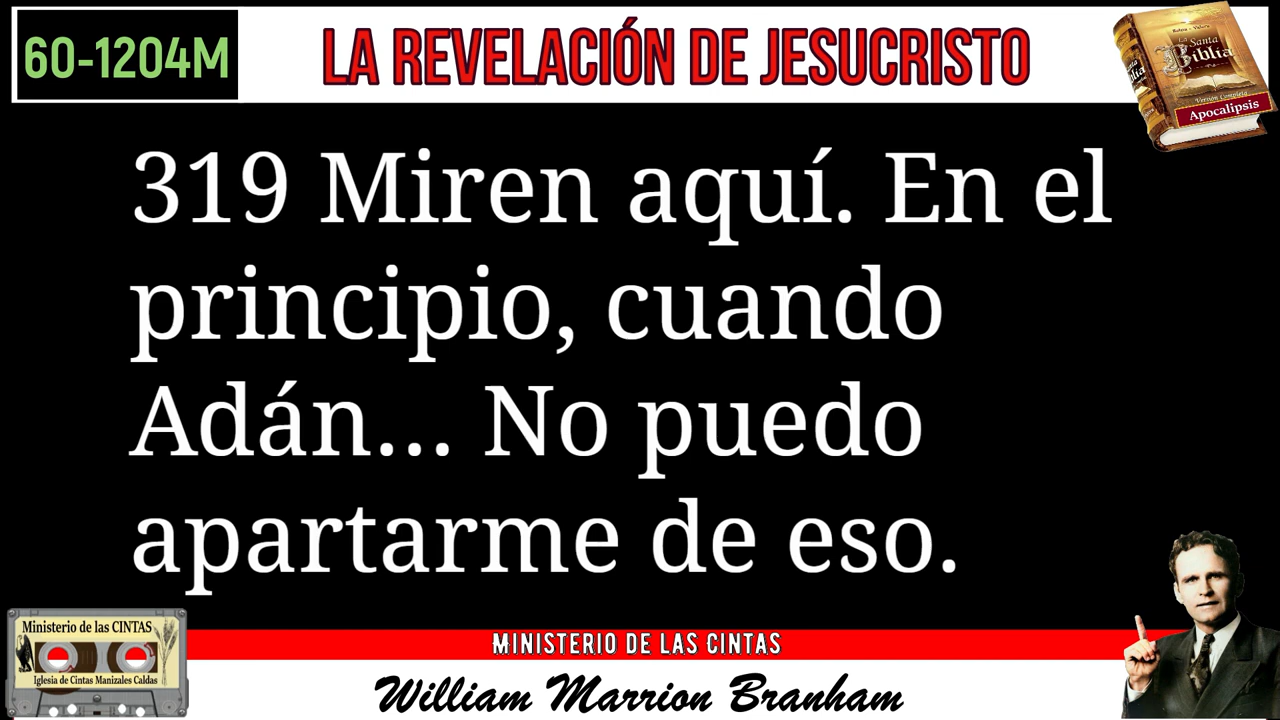 60-1204M
LA REVELACIÓN DE JESUCRISTO
La Santa
Biblia
Versión Completa
Apocalipsis
319 Miren aquí. En el
principio, cuando
Adán... No puedo
apartarme de eso.
Ministerio de las CINTAS
Iglesia de Cintas Manizales Caldas
MINISTERIO DE LAS CINTAS
William Marrion Branham